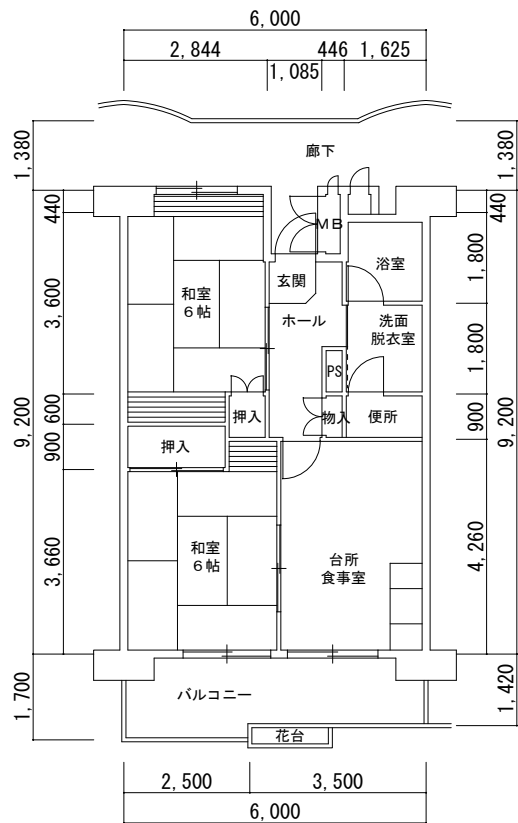 6,000
2,844
446
1,625
1,085
1,380
廊下
1,380
440
440
MB
浴室
1,800
玄関
3,600
和室
6帖
ホール
洗面
脱衣室
1,800
PS
600
押入
物入
便所
900
9,200
9,200
900
押入
和室
6帖
台所
食事室
3,660
4,260
バルコニー
1,700
1,420
花台
2,500
3,500
6,000